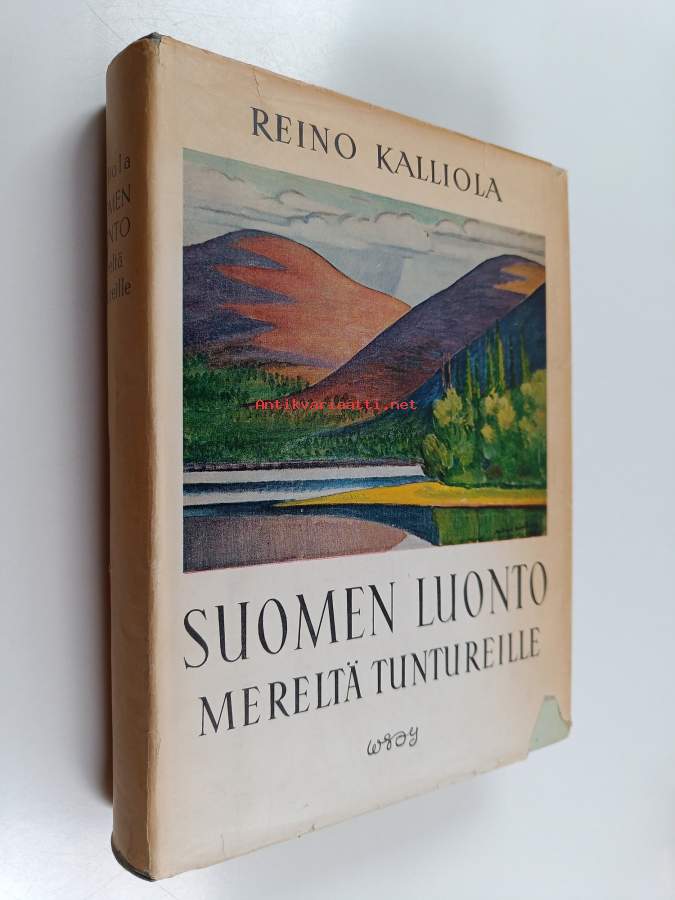 REINO KALLIOLA
Antikvariaatti.net
SUOMEN LUONTO
MERELTÄ TUNTUREILLE
wsoy